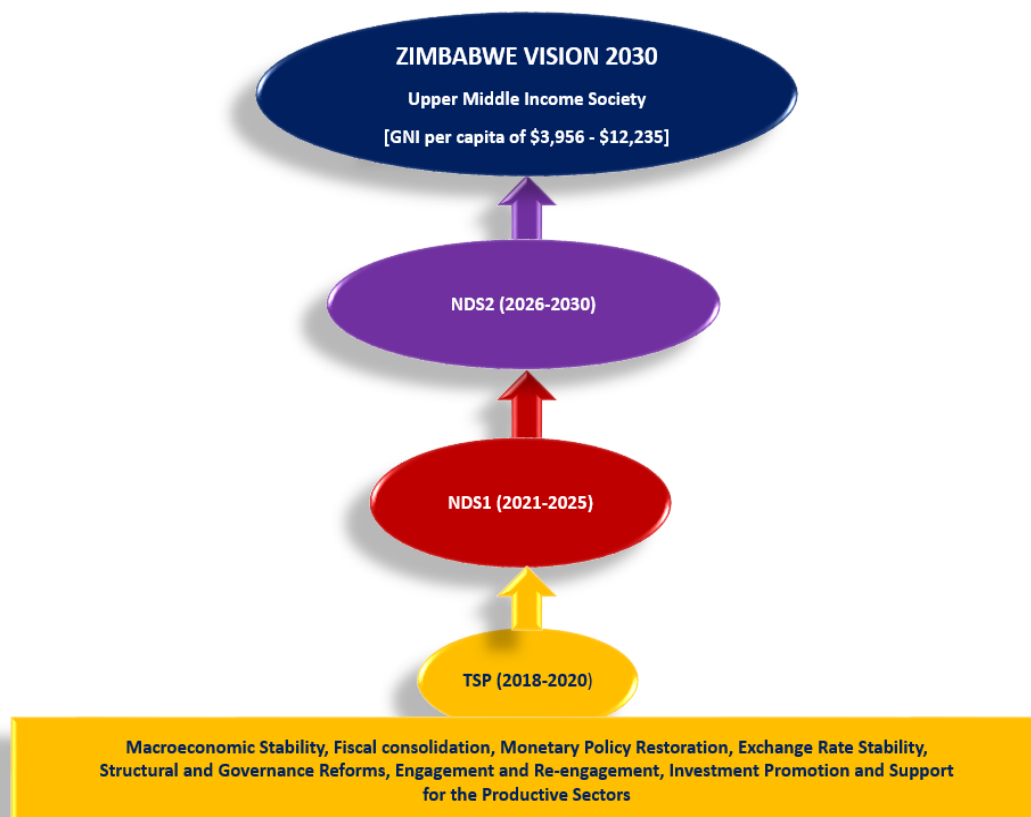 ZIMBABWE VISION 2030
Upper Middle Income Society
[GNI per capita of $3,956 - $12,235]
NDS2 (2026-2030)
NDS1 (2021-2025)
TSP (2018-2020)
Macroeconomic Stability, Fiscal consolidation, Monetary Policy Restoration, Exchange Rate Stability,
Structural and Governance Reforms, Engagement and Re-engagement, Investment Promotion and Support
for the Productive Sectors